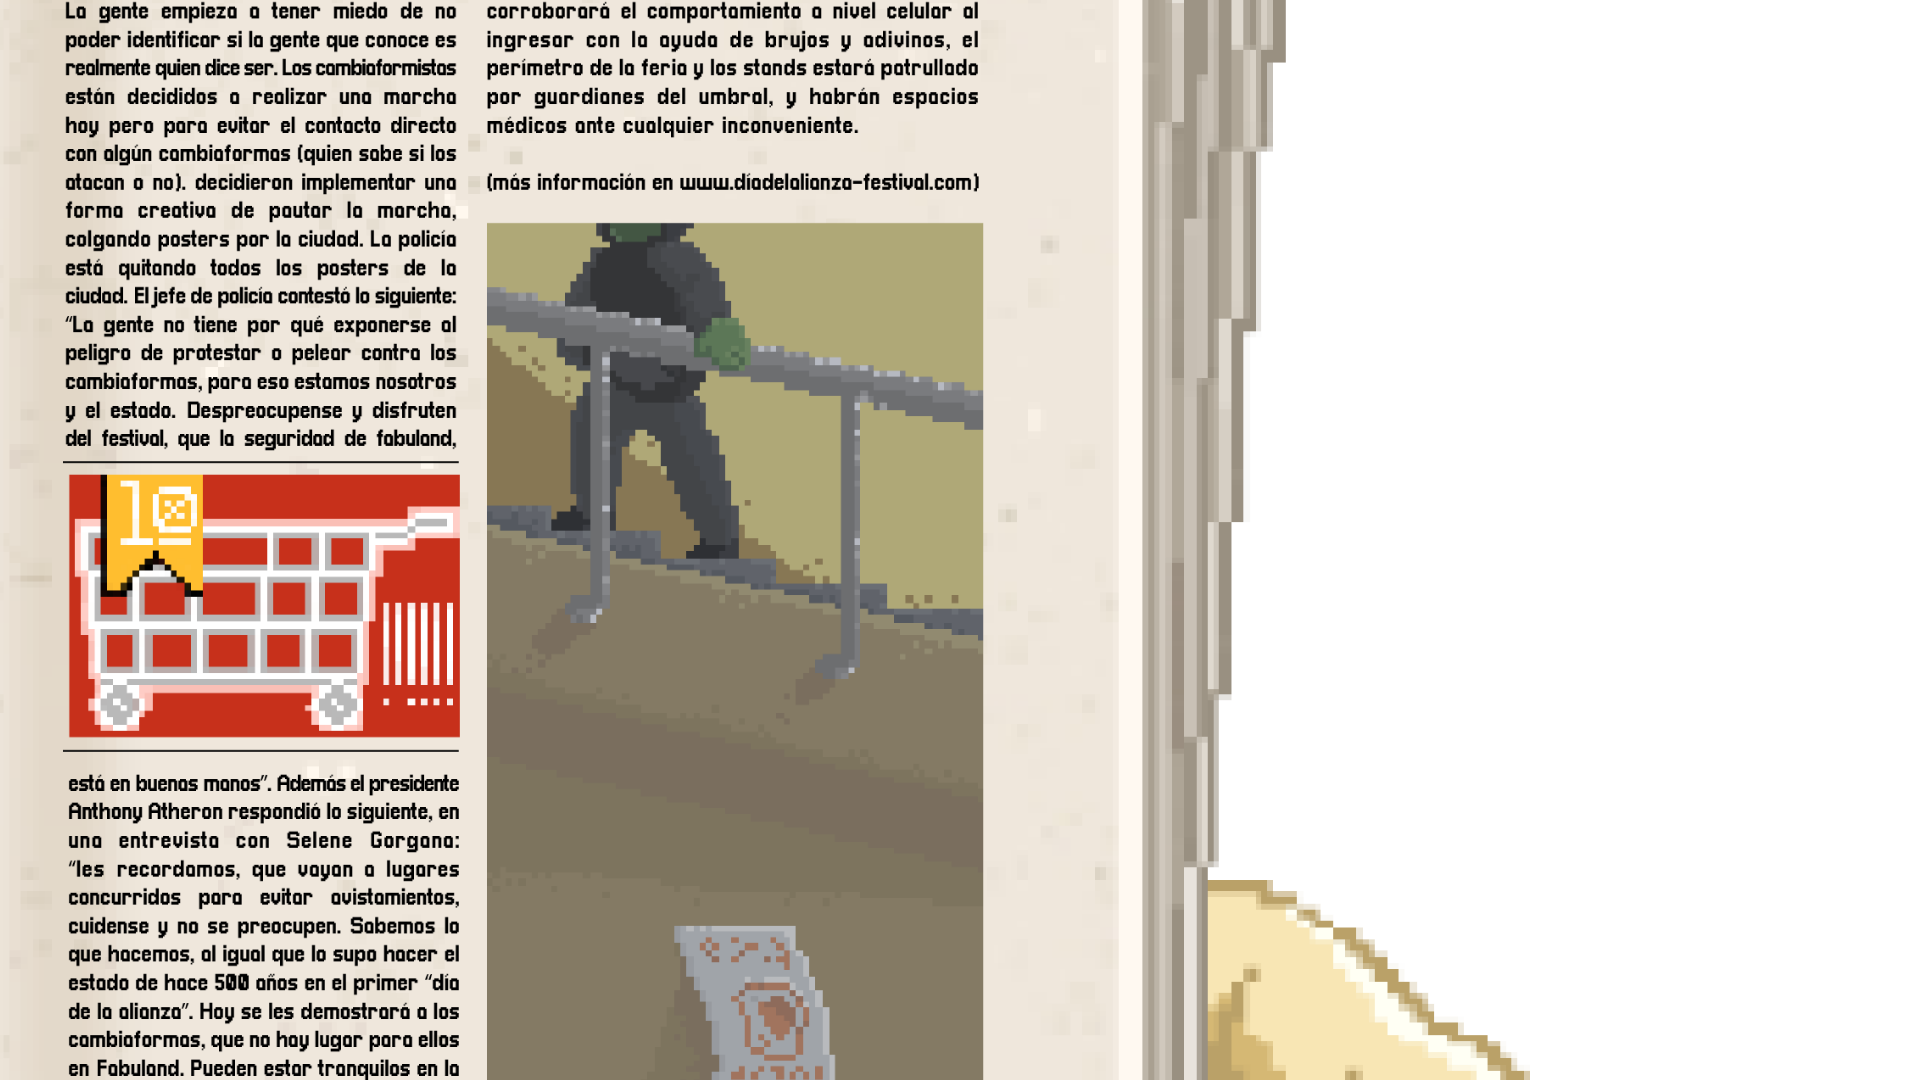 La gente empieza a tener miedo de no
poder identificar si la gente que conoce es
realmente quien dice ser. Los cambiaformistas
están decididos a realizar una marcha
hoy pero para evitar el contacto directo
con algún cambiaformas (quien sabe si los
atacan o no). decidieron implementar una
forma creativa de pautar la marcha,
colgando posters por la ciudad. La policía
está quitando todos los posters de la
ciudad. El jefe de policía contestó lo siguiente:
"La gente no tiene por qué exponerse al
peligro de protestar o pelear contra los
cambiaformas, para eso estamos nosotros
y el estado. Despreocupense y disfruten
del festival, que la seguridad de fabuland,
10
está en buenas manos". Además el presidente
Anthony Atheron respondió lo siguiente, en
una entrevista con Selene Gorgana:
"les recordamos, que vayan a lugares
concurridos para evitar avistamientos,
cuidense y no se preocupen. Sabemos lo
que hacemos, al igual que lo supo hacer el
estado de hace 500 años en el primer "día
de la alianza". Hoy se les demostrará a los
cambiaformas, que no hay lugar para ellos
en Fabuland. Pueden estar tranquilos en la
corroborará el comportamiento a nivel celular al
ingresar con la ayuda de brujos y adivinos, el
perímetro de la feria y los stands estará patrullado
por guardianes del umbral, y habrán espacios
médicos ante cualquier inconveniente.
(más información en www.díadelalianza-festival.com)